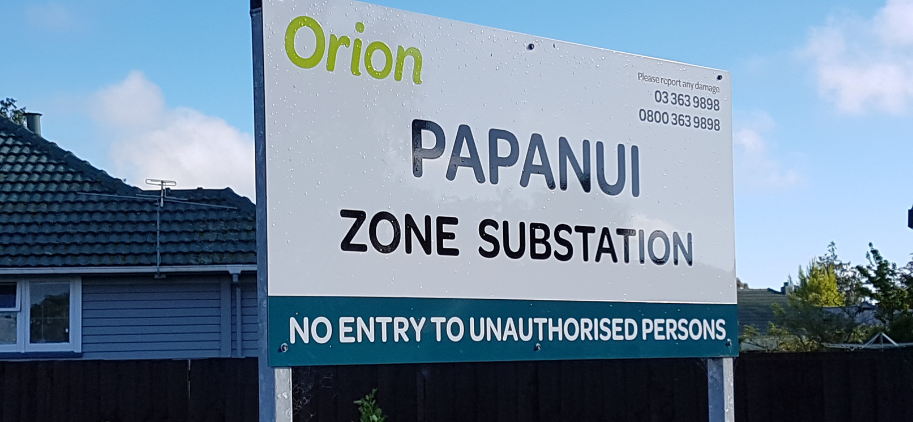 Orion
Please report any damage
03 363 9898
0800 363 9898
PAPANUI
ZONE SUBSTATION
NO ENTRY TO UNAUTHORISED PERSONS